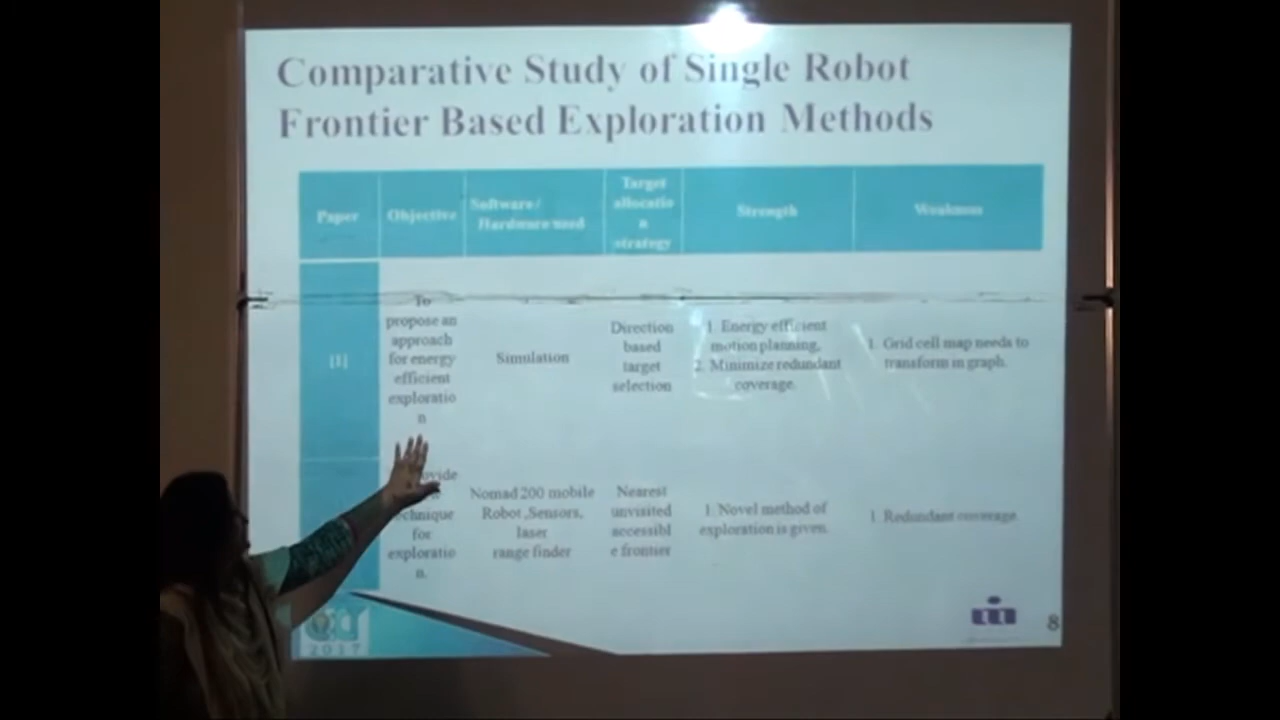 Comparative Study of Single Robot
Frontier Based Exploration Methods
Paper
Objective
Software /
Hardware used
Target
allocatio
n
strategy
Strength
Weakness
[1]
To
propose an
approach
for energy
efficient
exploratio
n
Simulation
Direction
based
target
selection
1. Energy efficient
motion planning,
2. Minimize redundant
coverage.
1. Grid cell map needs to
transform in graph.
for
exploratio
n.
Nomad 200 mobile
Robot ,Sensors,
laser
range finder
Nearest
unvisited
accessibl
e frontier
1. Novel method of
exploration is given.
1. Redundant coverage.
2017
8